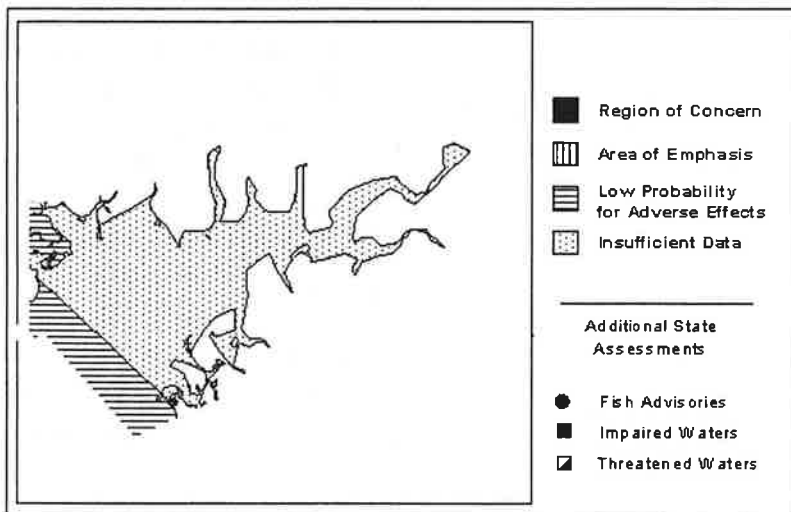 Region of Concern
Area of Emphasis
Low Probability
for Adverse Effects
Insufficient Data
Additional State
Assessments
Fish Advisories
Impaired Waters
Threatened Waters